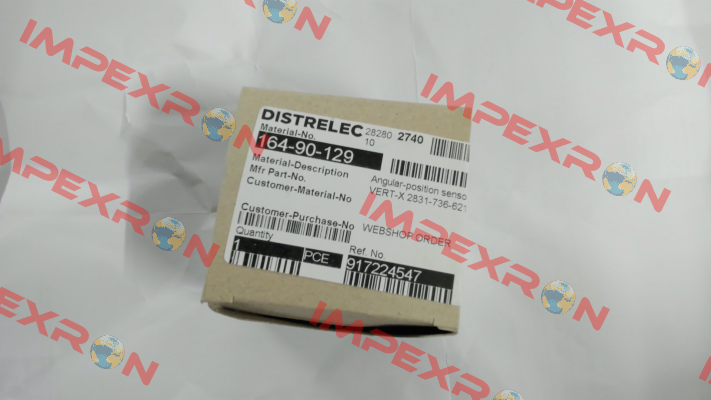 DISTRELEC 28280 2740
Material-No. 10
164-90-129
Material-Description Angular-position senso
Mfr Part-No. VERT-X 2831-736-621
Customer-Material-No
Customer-Purchase-No WEBSHOP ORDER
Quantity Ref. No
1 PCE 917224547
IMPEXRON
IMPEXRON
IMPEXRON
IMPEXRON
IMPEXRON
IMPEXRON